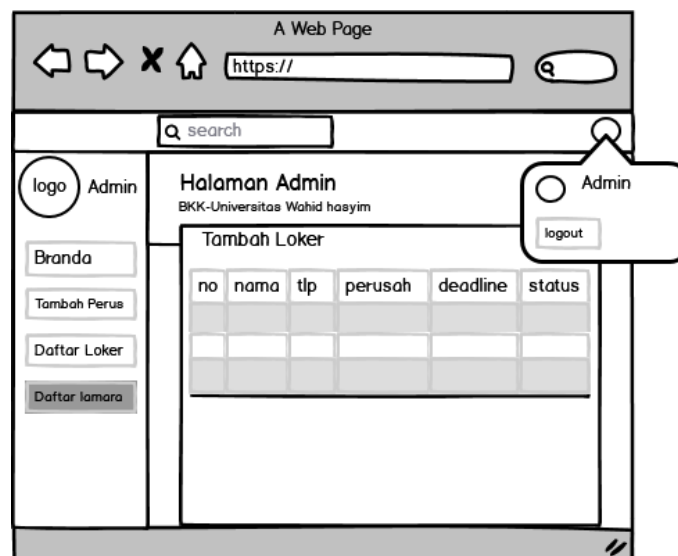 A Web Page
https://
search
logo Admin
Halaman Admin
BKK-Universitas Wahid hasyim
Admin
logout
Branda
Tambah Perus
Daftar Loker
Daftar lamara
Tambah Loker
no nama tlp perusah deadline status